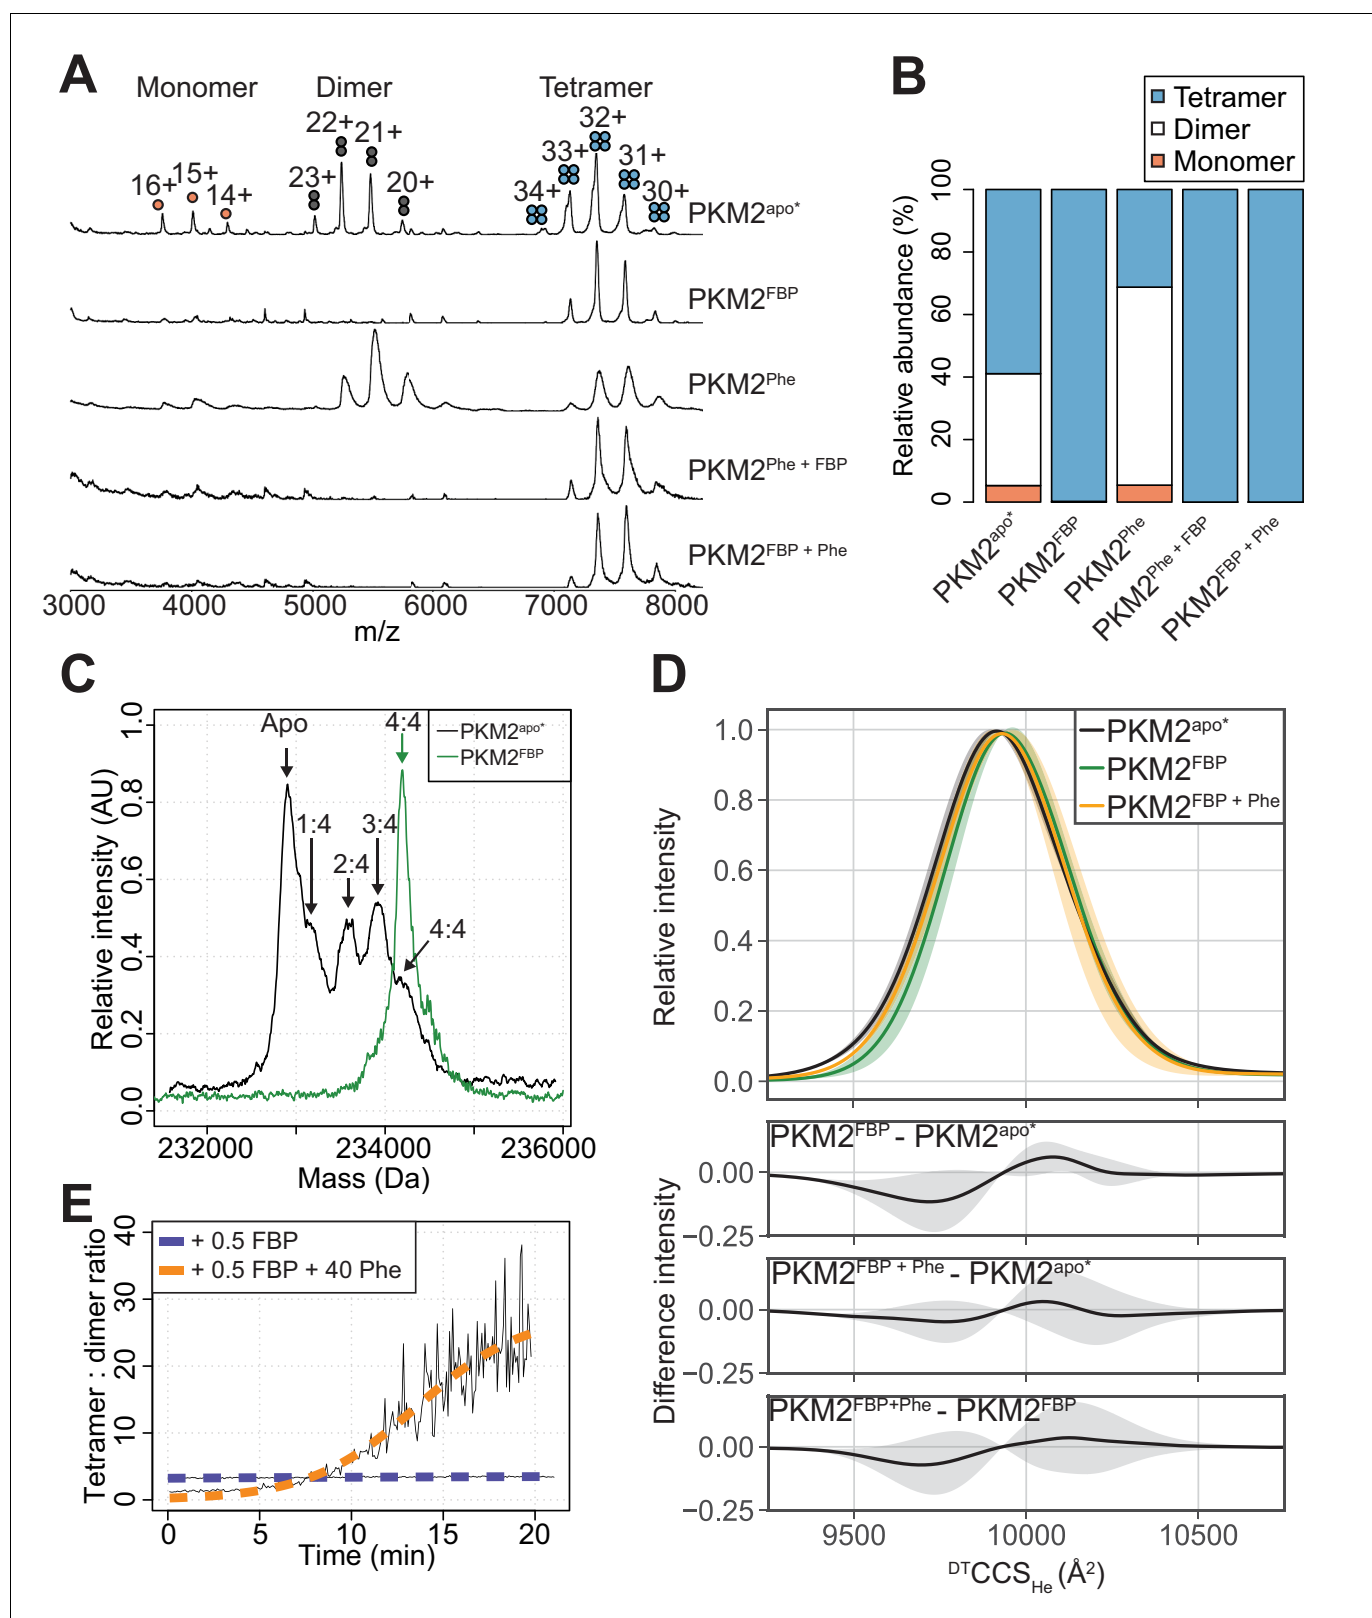 A
Monomer Dimer Tetramer
16+ 15+ 14+ 23+ 22+ 21+ 20+ 34+ 33+ 32+ 31+ 30+
PKM2apo*
PKM2FBP
PKM2Phe
PKM2Phe + FBP
PKM2FBP + Phe
3000 4000 5000 6000 7000 8000
m/z
B
Tetramer
Dimer
Monomer
Relative abundance (%)
0 20 40 60 80 100
PKM2apo*
PKM2FBP
PKM2Phe
PKM2Phe + FBP
PKM2FBP + Phe
C
Relative intensity (AU)
0.0 0.2 0.4 0.6 0.8 1.0
Apo 1:4 2:4 3:4 4:4 4:4
PKM2apo*
PKM2FBP
232000 234000 236000
Mass (Da)
D
Relative intensity
1.0
0.8
0.6
0.4
0.2
0.0
PKM2apo*
PKM2FBP
PKM2FBP + Phe
Difference intensity
PKM2FBP - PKM2apo*
0.00
−0.25
PKM2FBP + Phe - PKM2apo*
0.00
−0.25
PKM2FBP+Phe - PKM2FBP
0.00
−0.25
9500 10000 10500
DTCCSHe (Å2)
E
Tetramer : dimer ratio
40
30
20
10
0
+ 0.5 FBP
+ 0.5 FBP + 40 Phe
0 5 10 15 20
Time (min)